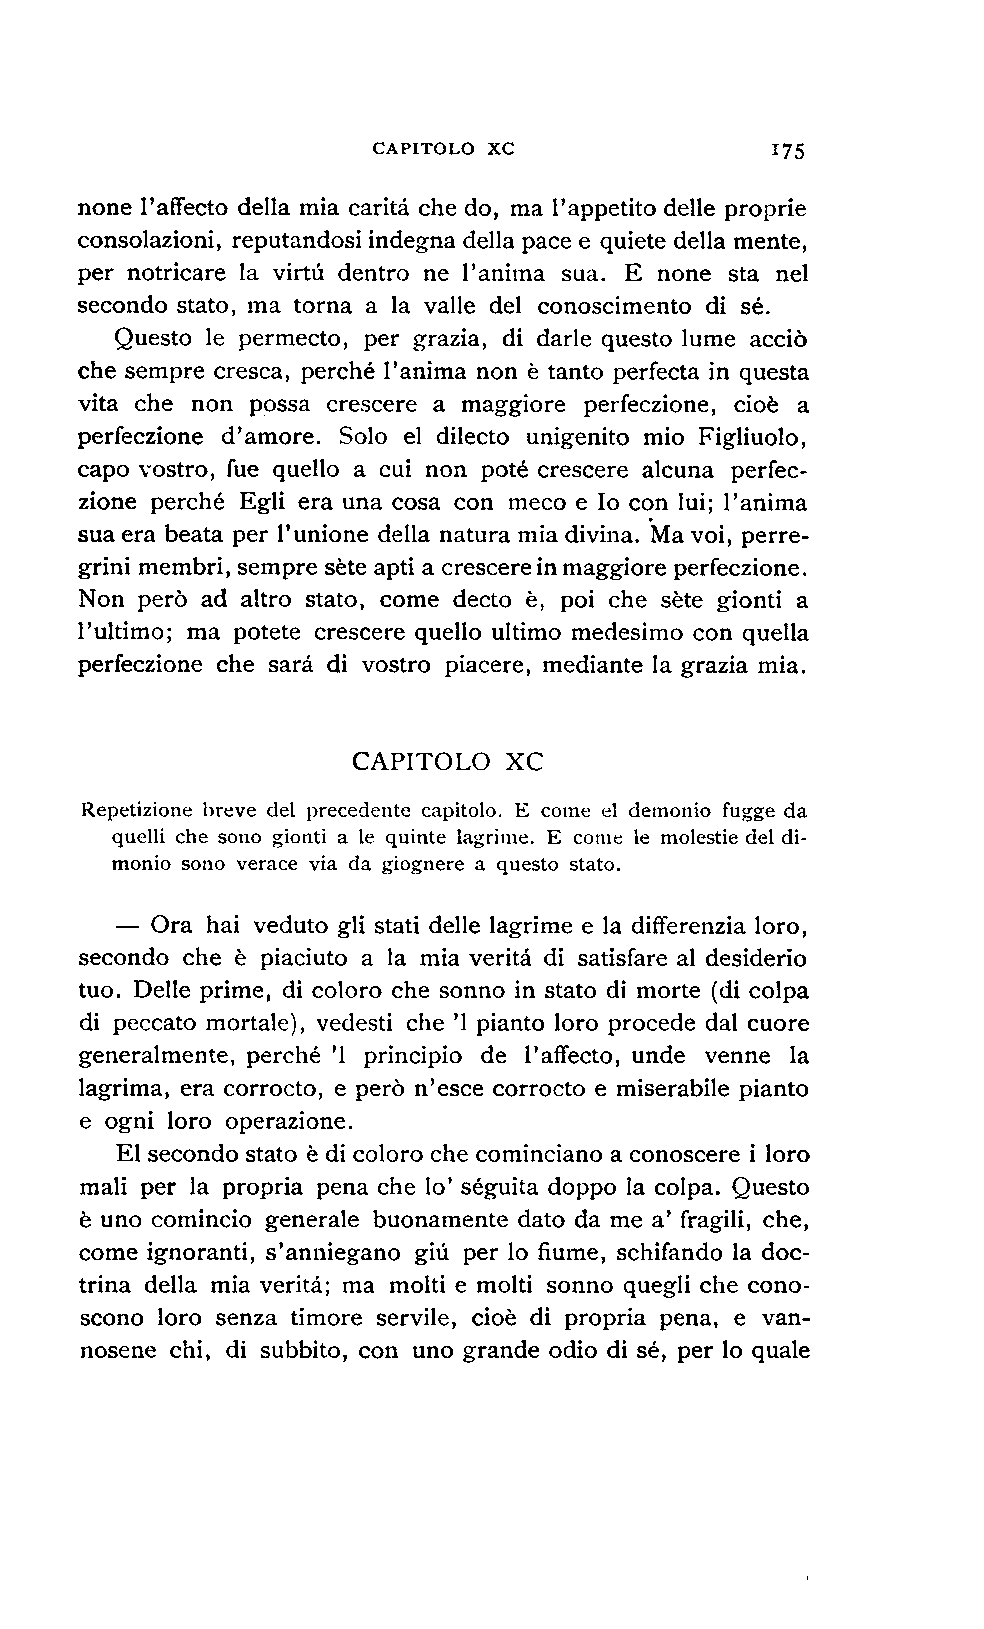 CAPITOLO XC 175
none l'affecto della mia caritá che do, ma l'appetito delle proprie
consolazioni, reputandosi indegna della pace e quiete della mente,
per notricare la virtú dentro ne l'anima sua. E none sta nel
secondo stato, ma torna a la valle del conoscimento di sé.
Questo le permecto, per grazia, di darle questo lume acciò
che sempre cresca, perché l'anima non è tanto perfecta in questa
vita che non possa crescere a maggiore perfeczione, cioè a
perfeczione d'amore. Solo el dilecto unigenito mio Figliuolo,
capo vostro, fue quello a cui non poté crescere alcuna perfec-
zione perché Egli era una cosa con meco e Io con lui; l'anima
sua era beata per l'unione della natura mia divina. Ma voi, perre-
grini membri, sempre sète apti a crescere in maggiore perfeczione.
Non però ad altro stato, come decto è, poi che sète gionti a
l'ultimo; ma potete crescere quello ultimo medesimo con quella
perfeczione che sará di vostro piacere, mediante la grazia mia.
CAPITOLO XC
Repetizione breve del precedente capitolo. E come el demonio fugge da
quelli che sono gionti a le quinte lagrime. E come le molestie del di-
monio sono verace via da giognere a questo stato.
— Ora hai veduto gli stati delle lagrime e la differenzia loro,
secondo che è piaciuto a la mia veritá di satisfare al desiderio
tuo. Delle prime, di coloro che sonno in stato di morte (di colpa
di peccato mortale), vedesti che 'l pianto loro procede dal cuore
generalmente, perché 'l principio de l'affecto, unde venne la
lagrima, era corrocto, e però n'esce corrocto e miserabile pianto
e ogni loro operazione.
El secondo stato è di coloro che cominciano a conoscere i loro
mali per la propria pena che lo' séguita doppo la colpa. Questo
è uno comincio generale buonamente dato da me a' fragili, che,
come ignoranti, s'anniegano giú per lo fiume, schifando la doc-
trina della mia veritá; ma molti e molti sonno quegli che cono-
scono loro senza timore servile, cioè di propria pena, e van-
nosene chi, di subbito, con uno grande odio di sé, per lo quale